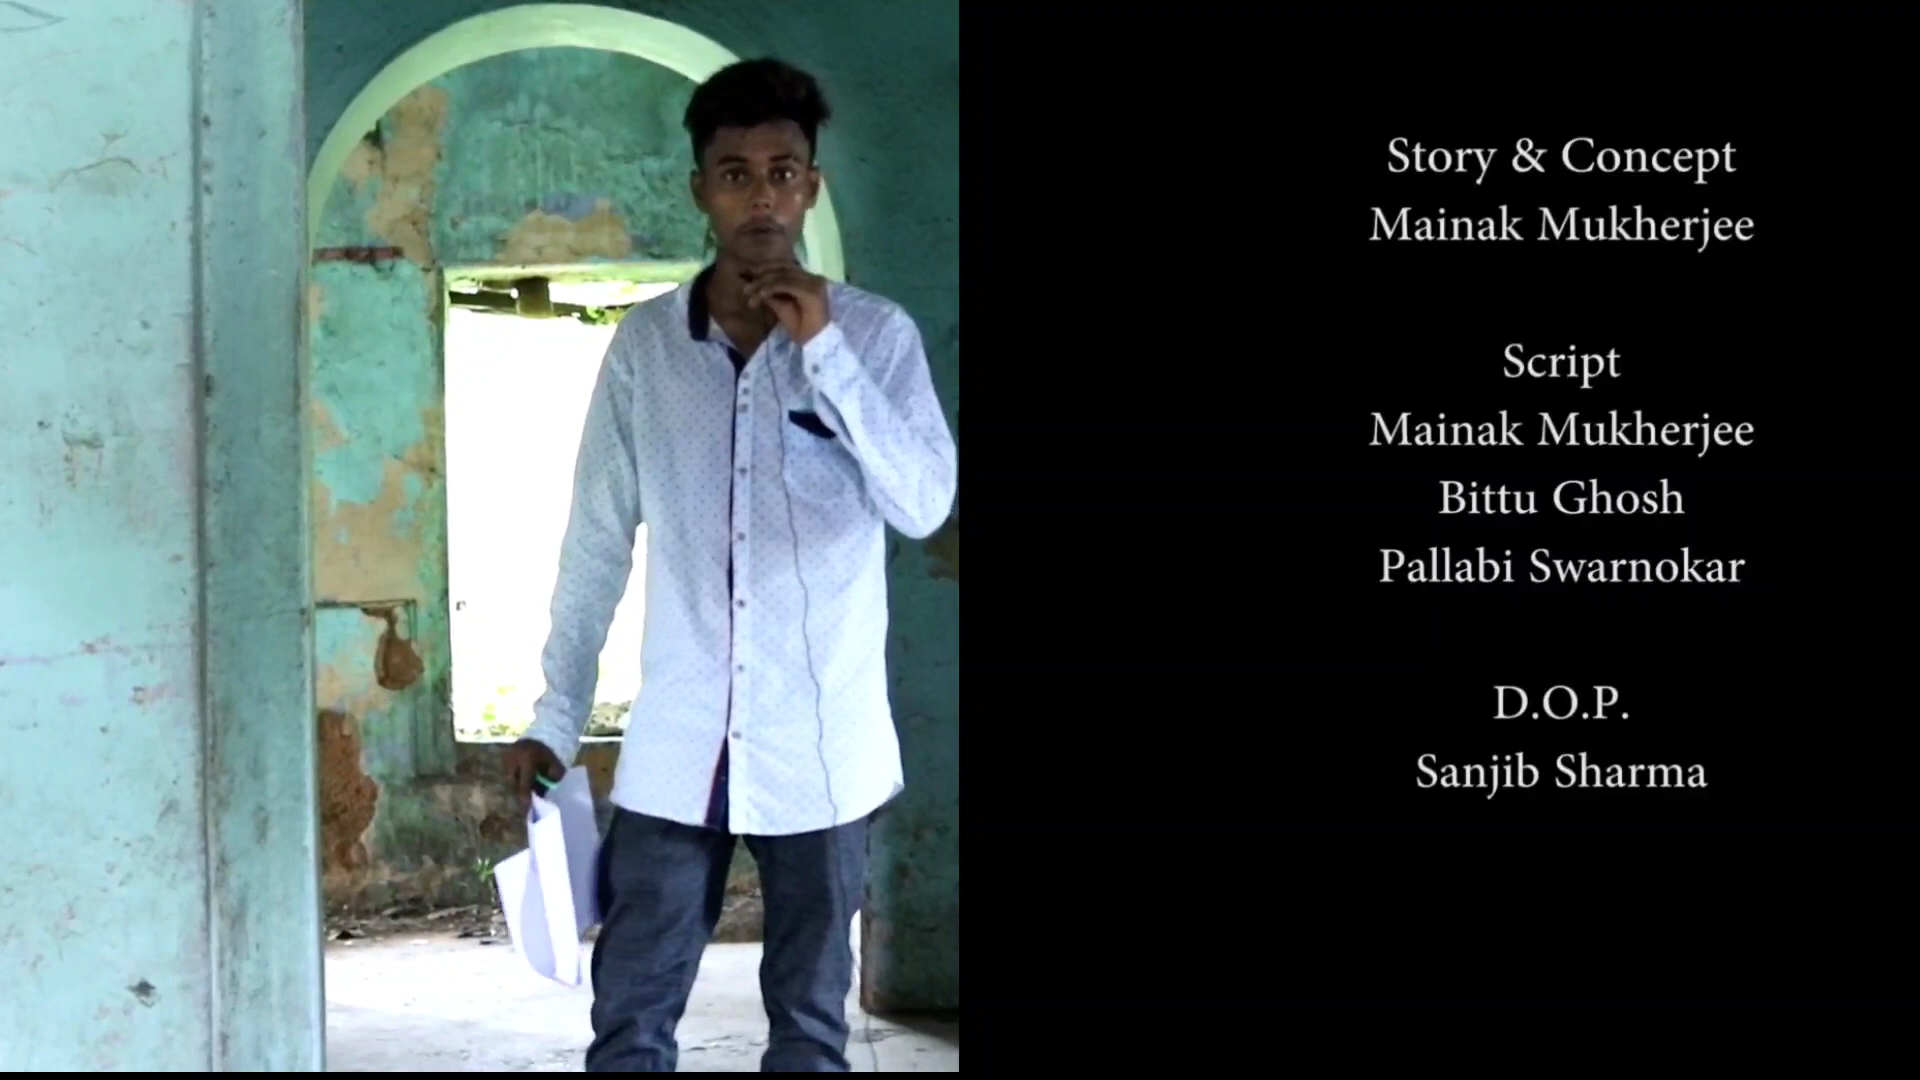 Story & Concept
Mainak Mukherjee
Script
Mainak Mukherjee
Bittu Ghosh
Pallabi Swarnokar
D.O.P.
Sanjib Sharma